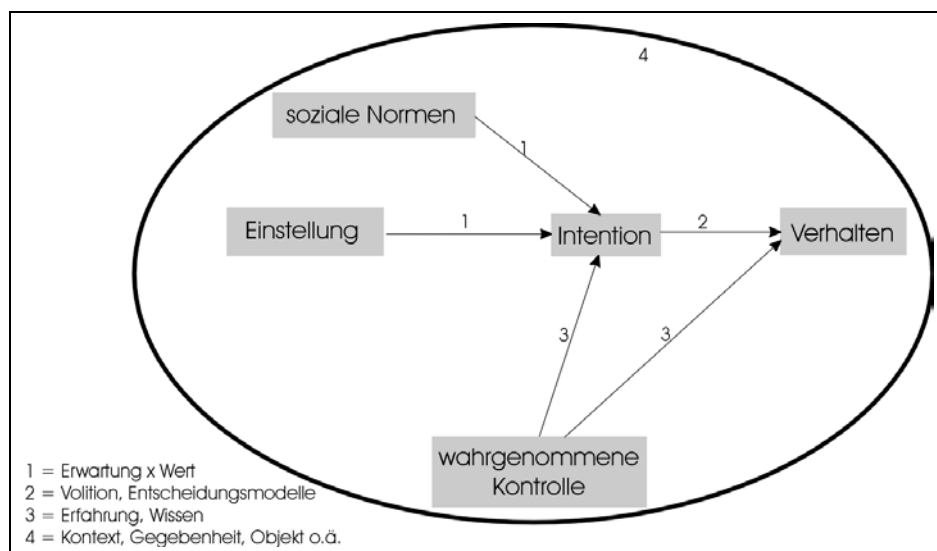 4
soziale Normen
1
Einstellung
1
Intention
2
Verhalten
3
3
wahrgenommene
Kontrolle
1 = Erwartung x Wert
2 = Volition, Entscheidungsmodelle
3 = Erfahrung, Wissen
4 = Kontext, Gegebenheit, Objekt o.ä.